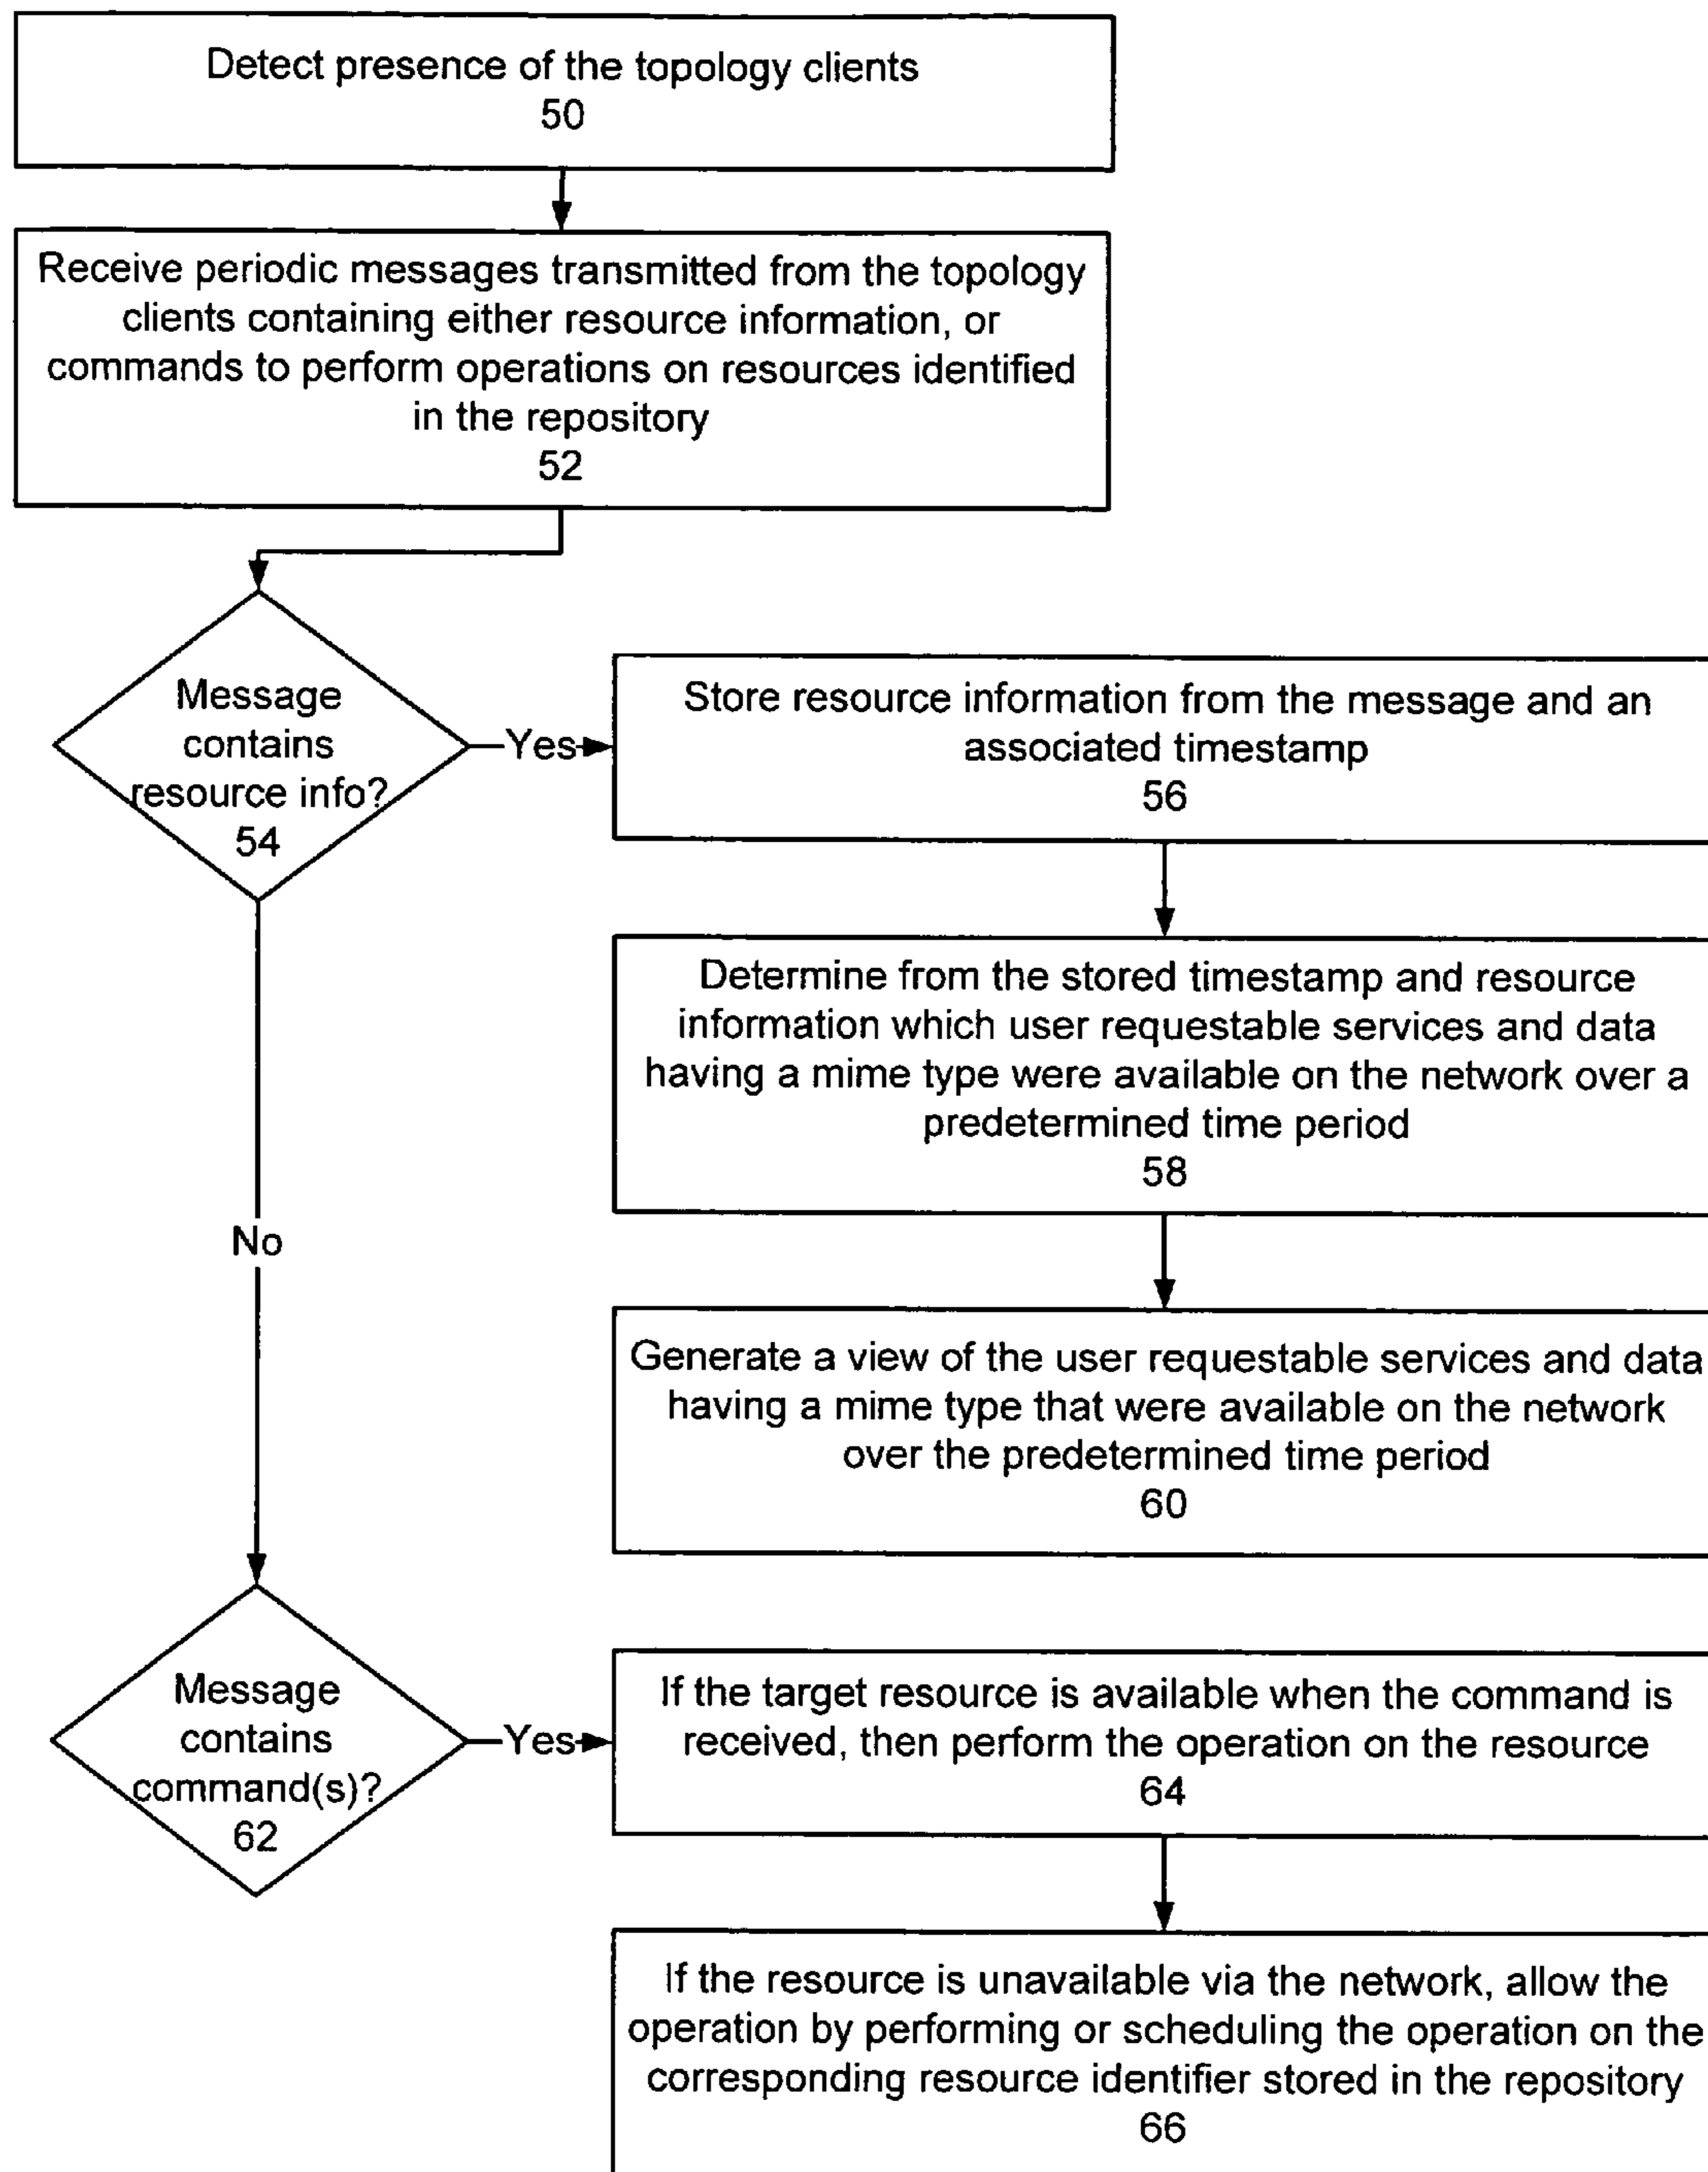 Detect presence of the topology clients
50
Receive periodic messages transmitted from the topology
clients containing either resource information, or
commands to perform operations on resources identified
in the repository
52
Message
contains
resource info?
54
Yes
Store resource information from the message and an
associated timestamp
56
Determine from the stored timestamp and resource
information which user requestable services and data
having a mime type were available on the network over a
predetermined time period
58
No
Generate a view of the user requestable services and data
having a mime type that were available on the network
over the predetermined time period
60
Message
contains
command(s)?
62
Yes
If the target resource is available when the command is
received, then perform the operation on the resource
64
If the resource is unavailable via the network, allow the
operation by performing or scheduling the operation on the
corresponding resource identifier stored in the repository
66